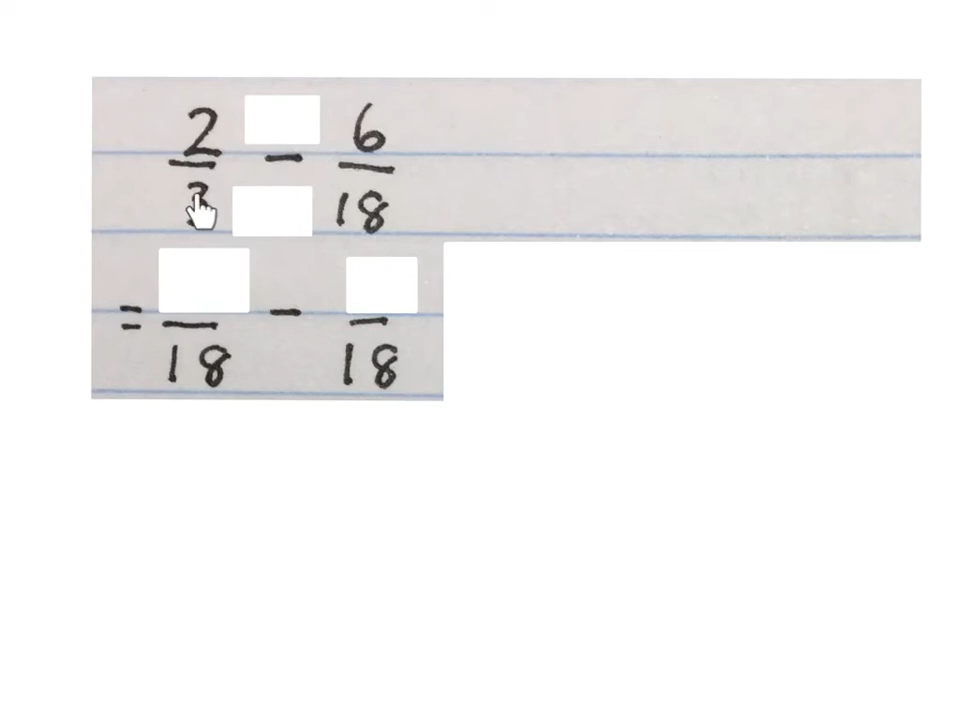 2/3 - 6/18
= /18 - /18